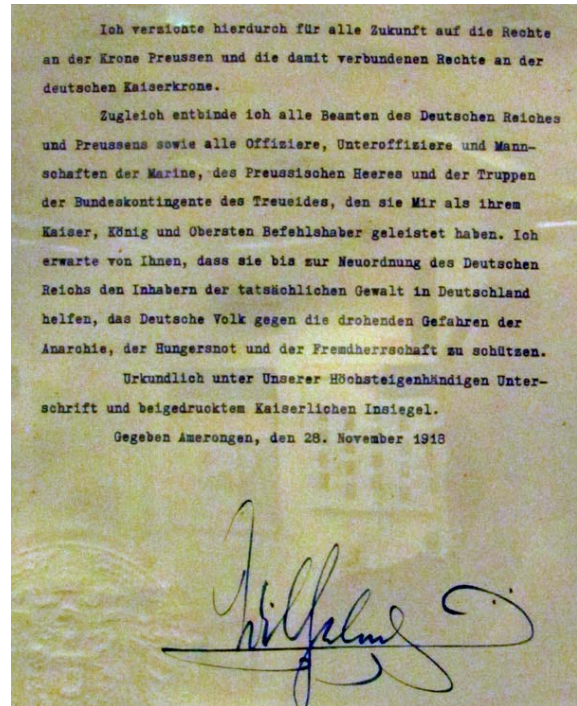 Ich verzichte hierdurch für alle Zukunft auf die Rechte
an der Krone Preussen und die damit verbundenen Rechte an der
deutschen Kaiserkrone.
Zugleich entbinde ich alle Beamten des Deutschen Reiches
und Preussens sowie alle Offiziere, Unteroffiziere und Mann-
schaften der Marine, des Preussischen Heeres und der Truppen
der Bundeskontingente des Treueides, den sie Mir als ihrem
Kaiser, König und Obersten Befehlshaber geleistet haben. Ich
erwarte von Ihnen, dass sie bis zur Neuordnung des Deutschen
Reichs den Inhabern der tatsächlichen Gewalt in Deutschland
helfen, das Deutsche Volk gegen die drohenden Gefahren der
Anarchie, der Hungersnot und der Fremdherrschaft zu schützen.
Urkundlich unter Unserer Höchsteigenhändigen Unter-
schrift und beigedrucktem Kaiserlichen Insiegel.
Gegeben Amerongen, den 28. November 1918
Wilhelm